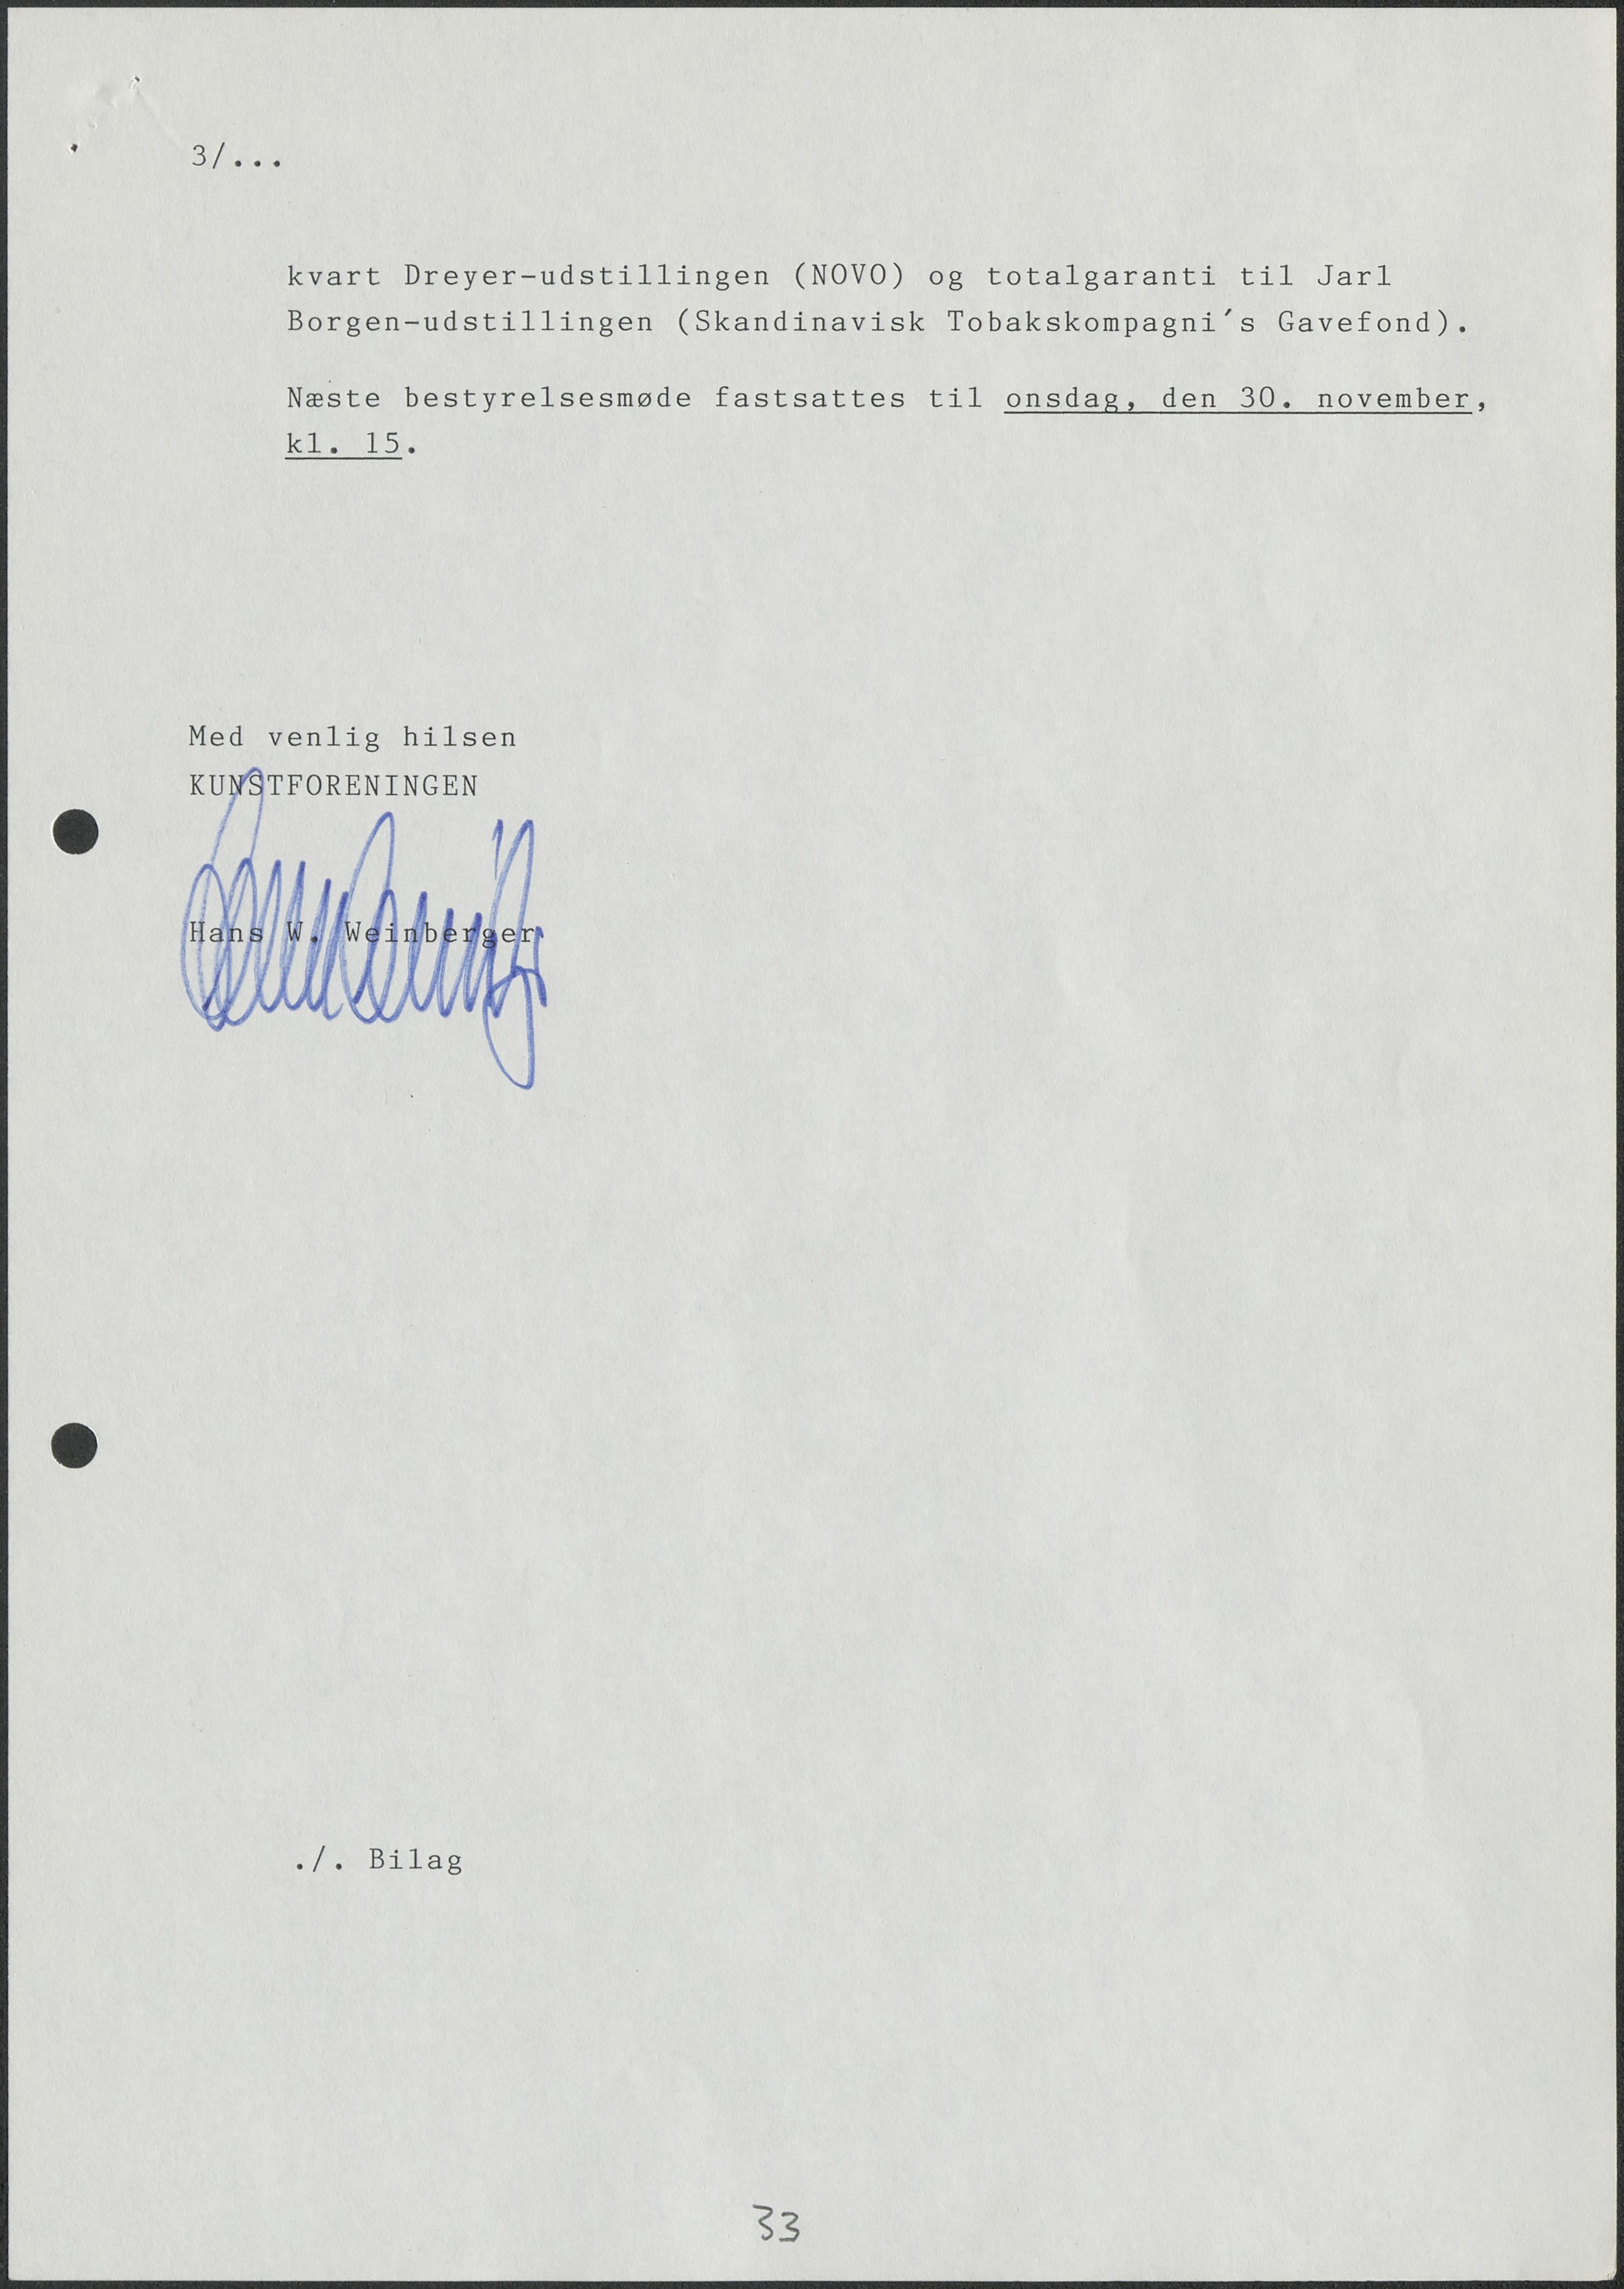 3/...
kvart Dreyer-udstillingen (NOVO) og totalgaranti til Jarl
Borgen-udstillingen (Skandinavisk Tobakskompagni's Gavefond).
Næste bestyrelsesmøde fastsattes til onsdag, den 30. november,
kl. 15.
Med venlig hilsen
KUNSTFORENINGEN
Hans W. Weinberger
./. Bilag
33